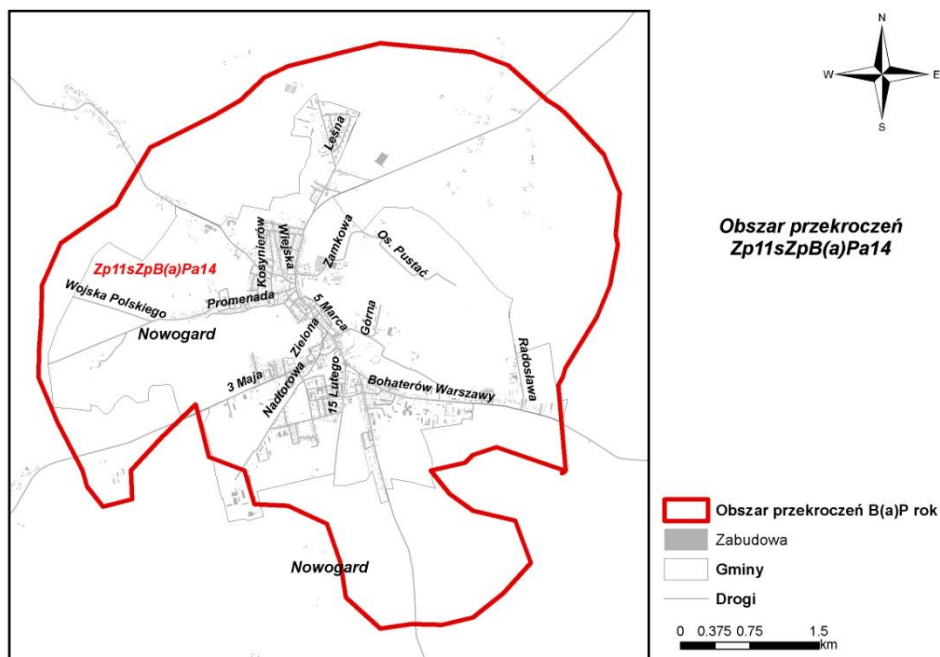 Leśna
Kosynierów
Wiejska
Zamkowa
Os. Pustać
Zp11sZpB(a)Pa14
Wojska Polskiego
Promenada
5 Marca
Górna
Nowogard
Zielona
Radosława
3 Maja
Nadtorowa
15 Lutego
Bohaterów Warszawy
Nowogard
N
W E
S
Obszar przekroczeń
Zp11sZpB(a)Pa14
Obszar przekroczeń B(a)P rok
Zabudowa
Gminy
Drogi
0 0.375 0.75 1.5
km